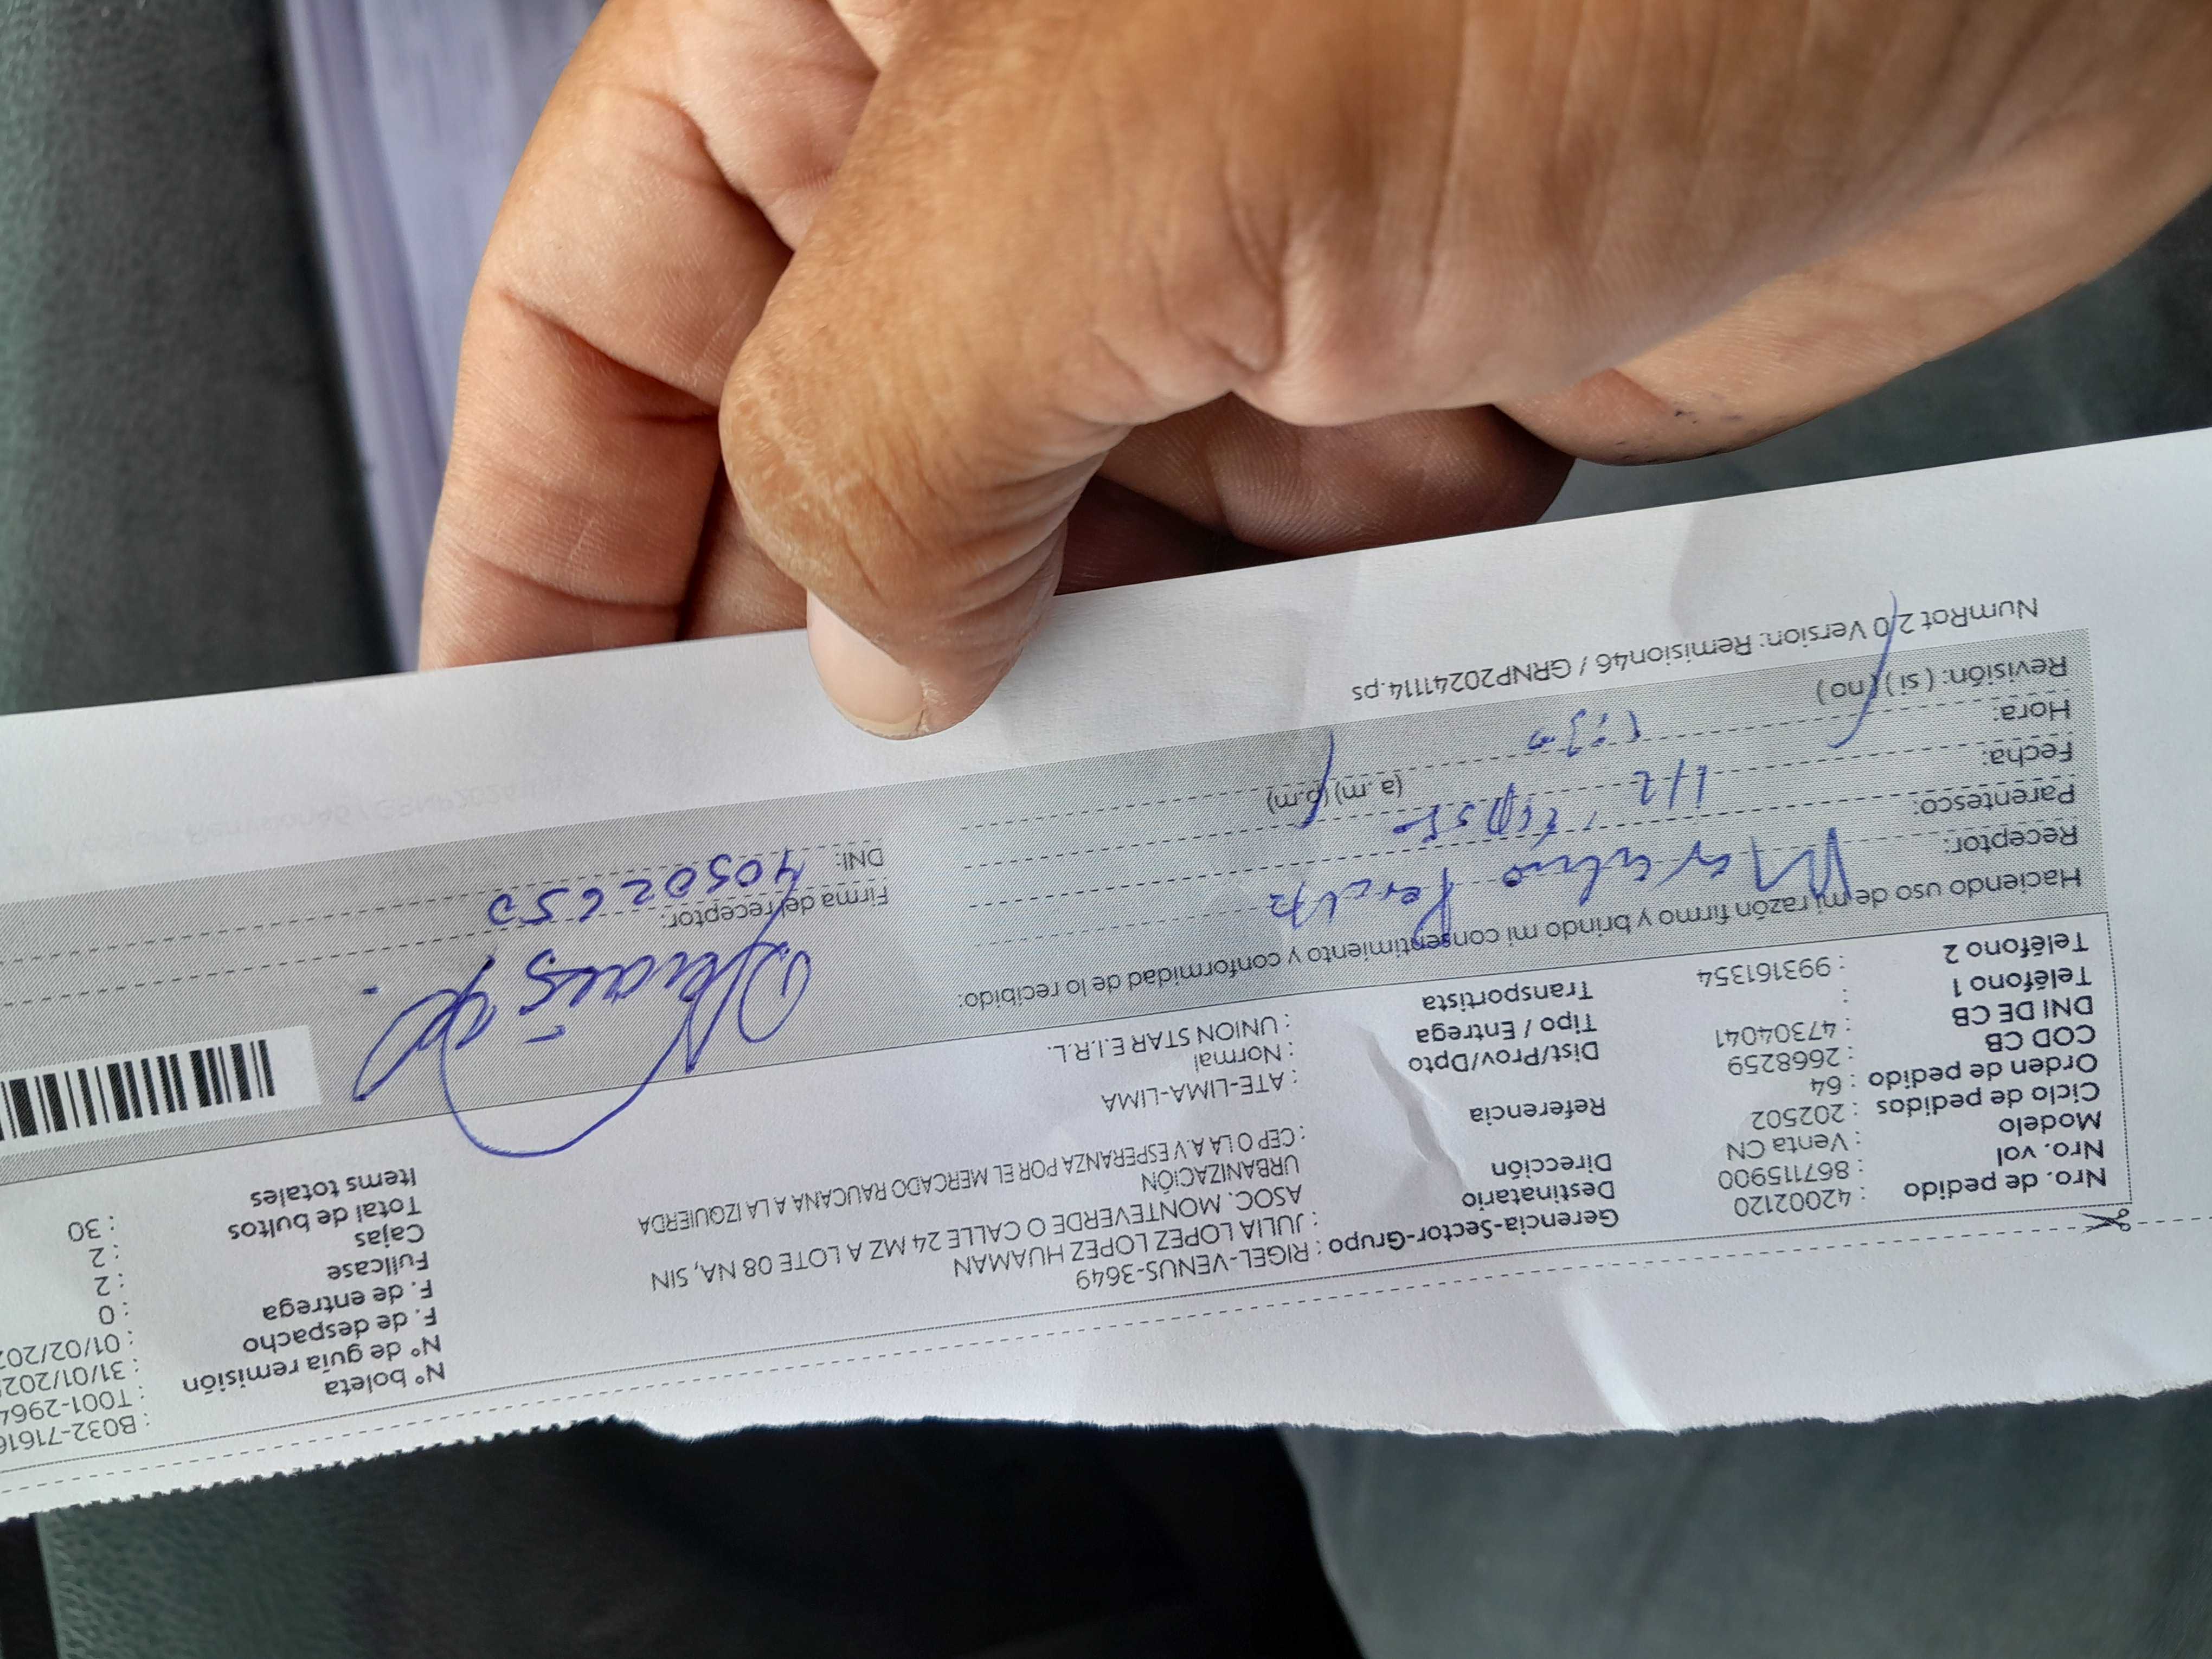 Nro. de pedido : 42002120
Nro. vol : 867115900
Modelo : Venta CN
Ciclo de pedidos : 202502
Orden de pedido : 64
COD CB : 2668259
DNI DE CB : 47304041
Teléfono 1 :
Teléfono 2 : 993161354
Gerencia-Sector-Grupo : RIGEL-VENUS-3649
Destinatario : JULIA LOPEZ LOPEZ HUAMAN
Dirección ASOC. MONTEVERDE O CALLE 24 MZ A LOTE 08 NA, SIN
URBANIZACIÓN
Referencia : CEPO LA A.V ESPERANZA POR EL MERCADO RAUCANA A LA IZQUIERDA
Dist/Prov/Dpto : ATE-LIMA-LIMA
Tipo / Entrega : Normal
Transportista : UNION STAR E.I.R.L.
N° boleta : B032-71616
N° de guía remisión : T001-2964
F. de despacho : 31/01/202
F. de entrega : 01/02/202
Fullcase : 0
Cajas : 2
Total de bultos : 2
Items totales : 30
Haciendo uso de mi razón firmo y brindo mi consentimiento y conformidad de lo recibido:
Receptor:
Parentesco: Esposo
Fecha: 1/2
Hora: 1:30 (a.m) (p.m)
Revisión: ( si ) ( no )
Firma del receptor:
DNI: 40502650
NumRot 2.0 Version: Remision46 / GRNP20241114.ps